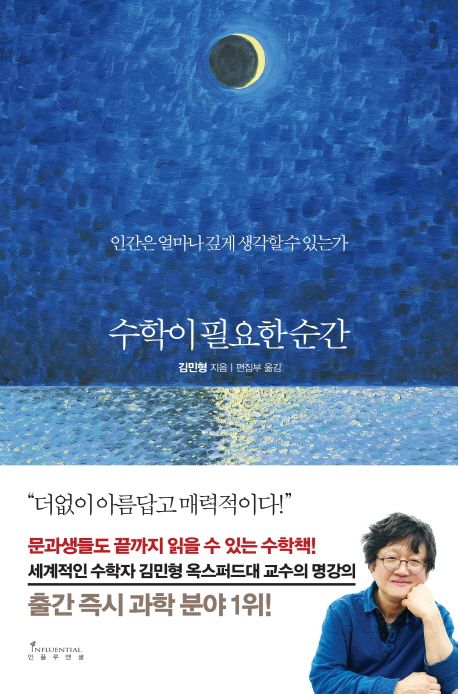 인간은 얼마나 깊게 생각할 수 있는가
수학이 필요한 순간
김민형 지음 | 편집부 옮김
“더없이 아름답고 매력적이다!”
문과생들도 끝까지 읽을 수 있는 수학책!
세계적인 수학자 김민형 옥스퍼드대 교수의 명강의
출간 즉시 과학 분야 1위!
INFLUENTIAL
인플루엔셜